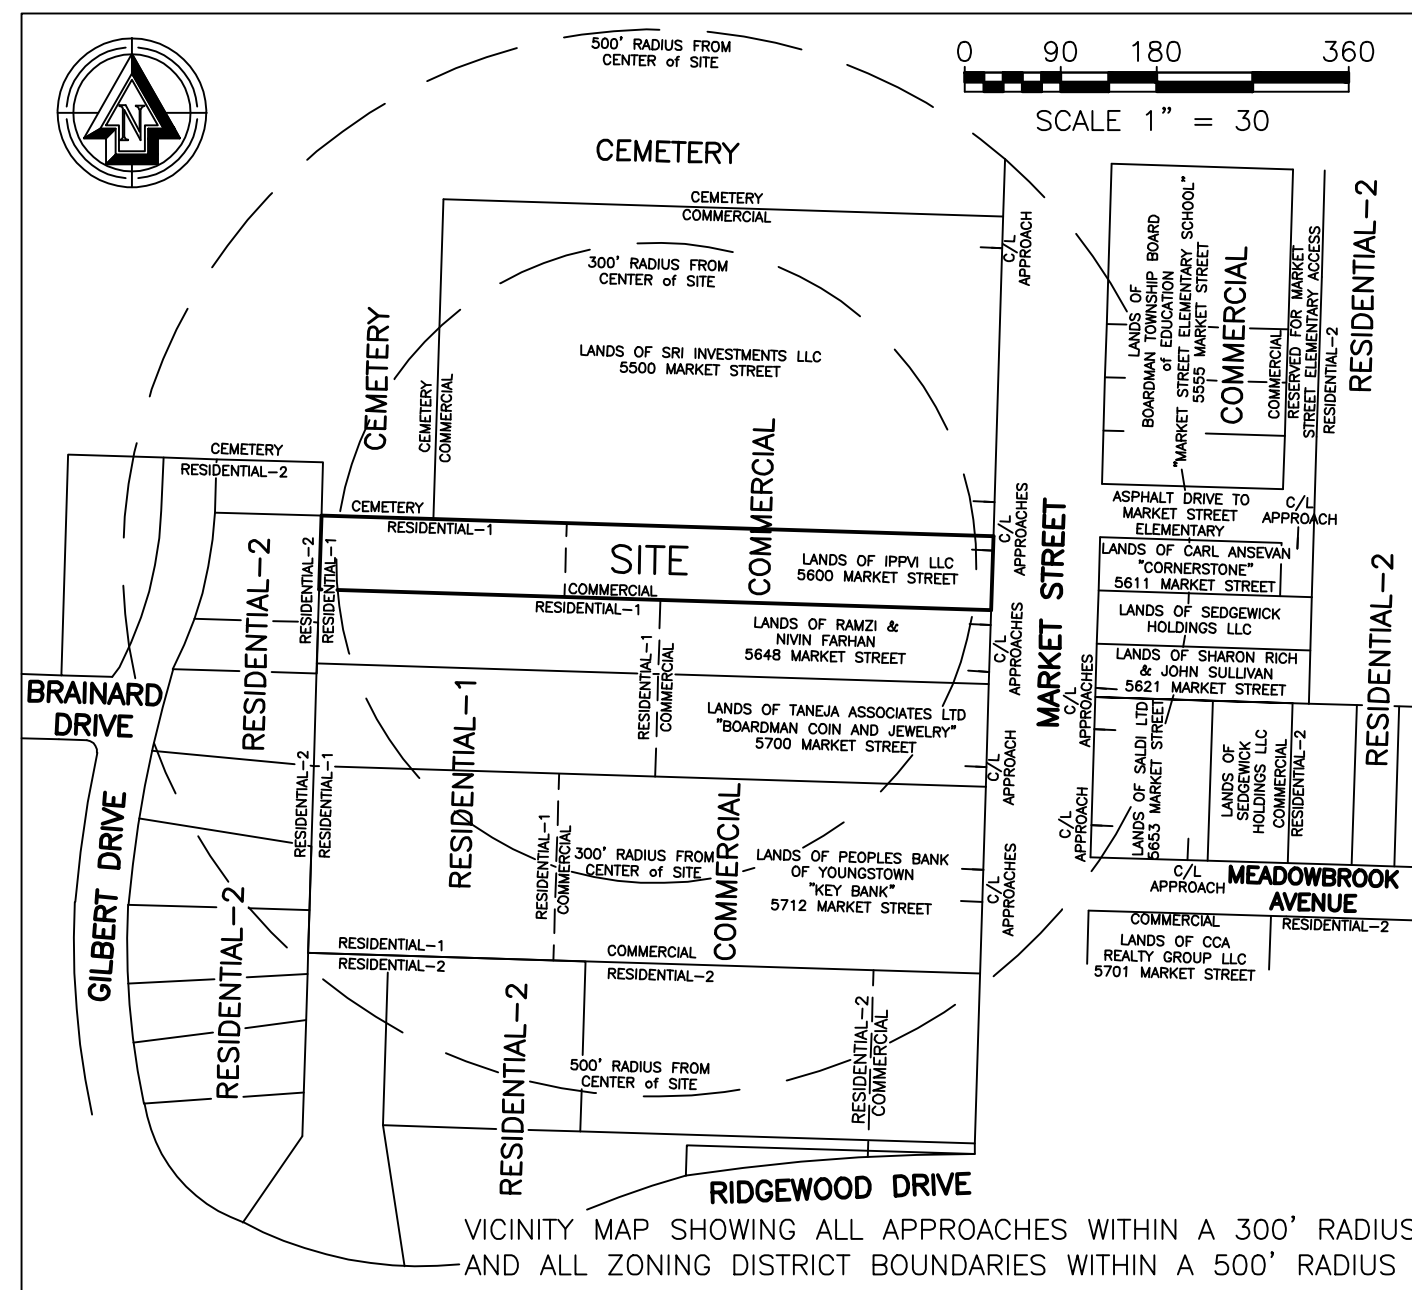 500' RADIUS FROM
CENTER of SITE
0 90 180 360
SCALE 1" = 30
N
CEMETERY
CEMETERY
COMMERCIAL
C/L
APPROACH
300' RADIUS FROM
CENTER of SITE
LANDS OF SRI INVESTMENTS LLC
5500 MARKET STREET
CEMETERY
CEMETERY
COMMERCIAL
COMMERCIAL
LANDS OF
BOARDMAN TOWNSHIP BOARD
of EDUCATION
"MARKET STREET ELEMENTARY SCHOOL"
5555 MARKET STREET
COMMERCIAL
COMMERCIAL
RESERVED FOR MARKET
STREET ELEMENTARY ACCESS
RESIDENTIAL-2
RESIDENTIAL-2
CEMETERY
RESIDENTIAL-2
CEMETERY
RESIDENTIAL-1
C/L
APPROACHES
ASPHALT DRIVE TO
MARKET STREET
ELEMENTARY
C/L
APPROACH
SITE
LANDS OF IPPVI LLC
5600 MARKET STREET
COMMERCIAL
RESIDENTIAL-1
RESIDENTIAL-2
RESIDENTIAL-1
RESIDENTIAL-2
MARKET STREET
LANDS OF CARL ANSEVAN
"CORNERSTONE"
5611 MARKET STREET
LANDS OF SEDGEWICK
HOLDINGS LLC
LANDS OF SHARON RICH
& JOHN SULLIVAN
5621 MARKET STREET
RESIDENTIAL-2
LANDS OF RAMZI &
NIVIN FARHAN
5648 MARKET STREET
C/L
APPROACHES
RESIDENTIAL-1
COMMERCIAL
BRAINARD
DRIVE
RESIDENTIAL-1
LANDS OF TANEJA ASSOCIATES LTD
"BOARDMAN COIN AND JEWELRY"
5700 MARKET STREET
C/L
APPROACH
C/L
APPROACHES
LANDS OF SALDI LTD
5653 MARKET STREET
LANDS OF
SEDGEWICK
HOLDINGS LLC
COMMERCIAL
RESIDENTIAL-2
RESIDENTIAL-2
RESIDENTIAL-1
GILBERT DRIVE
RESIDENTIAL-1
COMMERCIAL
300' RADIUS FROM
CENTER of SITE
COMMERCIAL
LANDS OF PEOPLES BANK
OF YOUNGSTOWN
"KEY BANK"
5712 MARKET STREET
C/L
APPROACHES
C/L
APPROACH
C/L
APPROACH
MEADOWBROOK
AVENUE
RESIDENTIAL-2
RESIDENTIAL-1
RESIDENTIAL-2
COMMERCIAL
RESIDENTIAL-2
COMMERCIAL
RESIDENTIAL-2
LANDS OF CCA
REALTY GROUP LLC
5701 MARKET STREET
RESIDENTIAL-2
RESIDENTIAL-2
COMMERCIAL
500' RADIUS FROM
CENTER of SITE
RIDGEWOOD DRIVE
VICINITY MAP SHOWING ALL APPROACHES WITHIN A 300' RADIUS
AND ALL ZONING DISTRICT BOUNDARIES WITHIN A 500' RADIUS